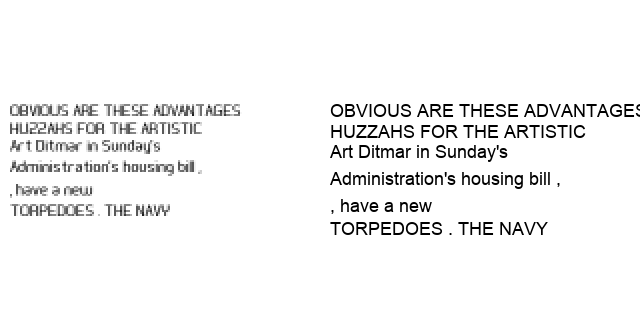 OBVIOUS ARE THESE ADVANTAGES
HUZZAHS FOR THE ARTISTIC
Art Ditmar in Sunday's
Administration's housing bill ,
, have a new
TORPEDOES . THE NAVY
OBVIOUS ARE THESE ADVANTAGES
HUZZAHS FOR THE ARTISTIC
Art Ditmar in Sunday's
Administration's housing bill ,
, have a new
TORPEDOES . THE NAVY